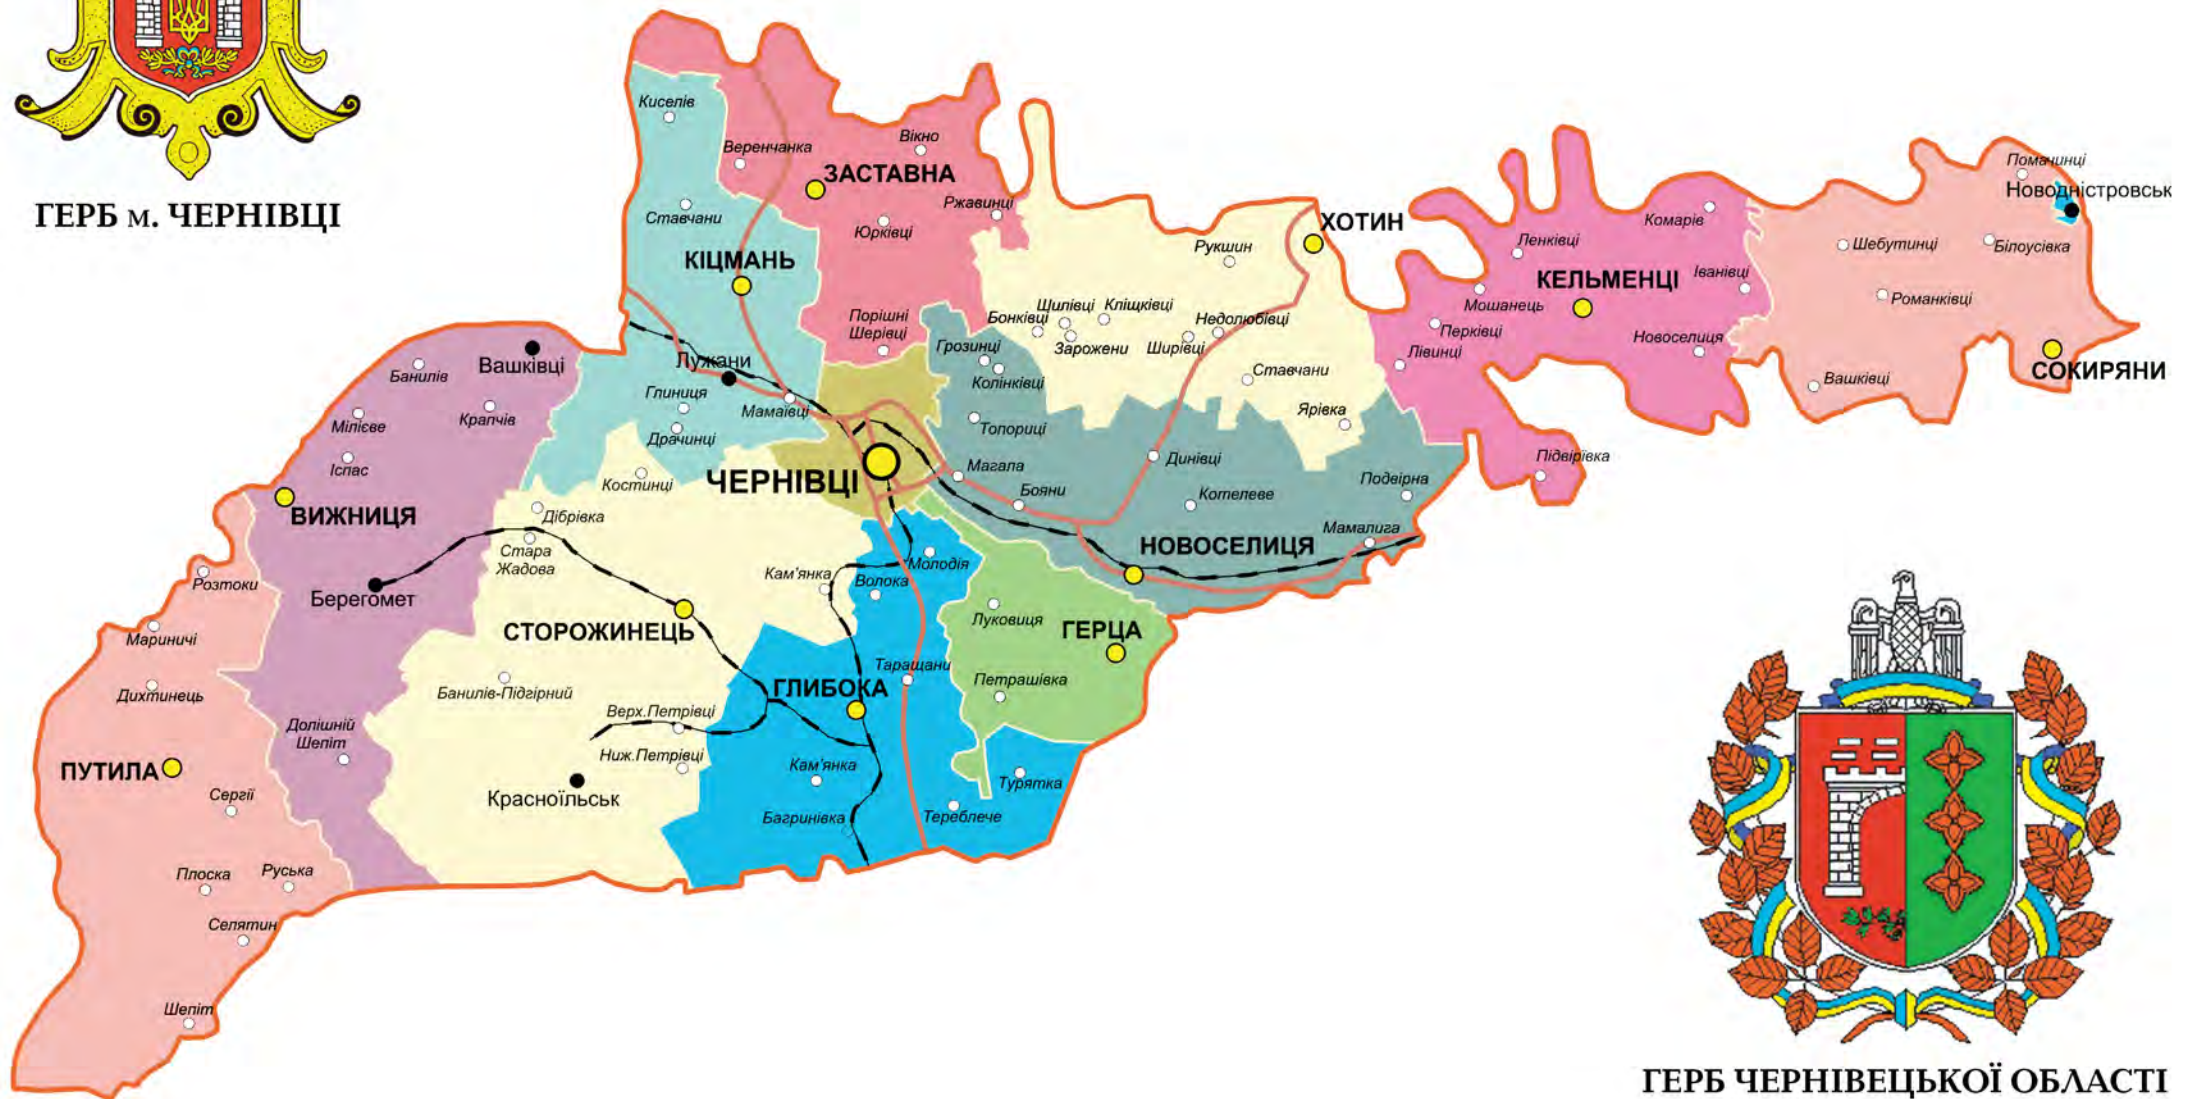 ГЕРБ м. ЧЕРНІВЦІ
Киселів
Веренчанка
Вікно
ЗАСТАВНА
Ржавинці
Юрківці
Ставчани
КІЦМАНЬ
Порішні
Шерівці
Лужани
Глиниця
Мамаївці
Драчинці
Костинці
ЧЕРНІВЦІ
Рукшин
ХОТИН
Шилівці
Кліщківці
Бонківці
Недолюбівці
Зарожени
Ширівці
Ставчани
Ярівка
Грозинці
Колінківці
Топориці
Магала
Бояни
Динівці
Котелеве
Подвірна
Мамалига
НОВОСЕЛИЦЯ
Ленківці
Комарів
Іванівці
КЕЛЬМЕНЦІ
Мошанець
Перківці
Лівинці
Новоселиця
Підвірівка
Помачинці
Новодністровськ
Шебутинці
Білоусівка
Романківці
СОКИРЯНИ
Вашківці
Вашківці
Банилів
Крапчів
Мілієве
Іспас
ВИЖНИЦЯ
Берегомет
Долішній
Шепіт
Розтоки
Мариничі
Дихтинець
ПУТИЛА
Сергії
Плоска
Руська
Селятин
Шепіт
Дібрівка
Стара
Жадова
СТОРОЖИНЕЦЬ
Кам'янка
Банилів-Підгірний
Верх.Петрівці
Ниж.Петрівці
Красноїльськ
Молодія
Волока
Таращани
ГЛИБОКА
Кам'янка
Багринівка
Тереблече
Турятка
Луковиця
ГЕРЦА
Петрашівка
ГЕРБ ЧЕРНІВЕЦЬКОЇ ОБЛАСТІ